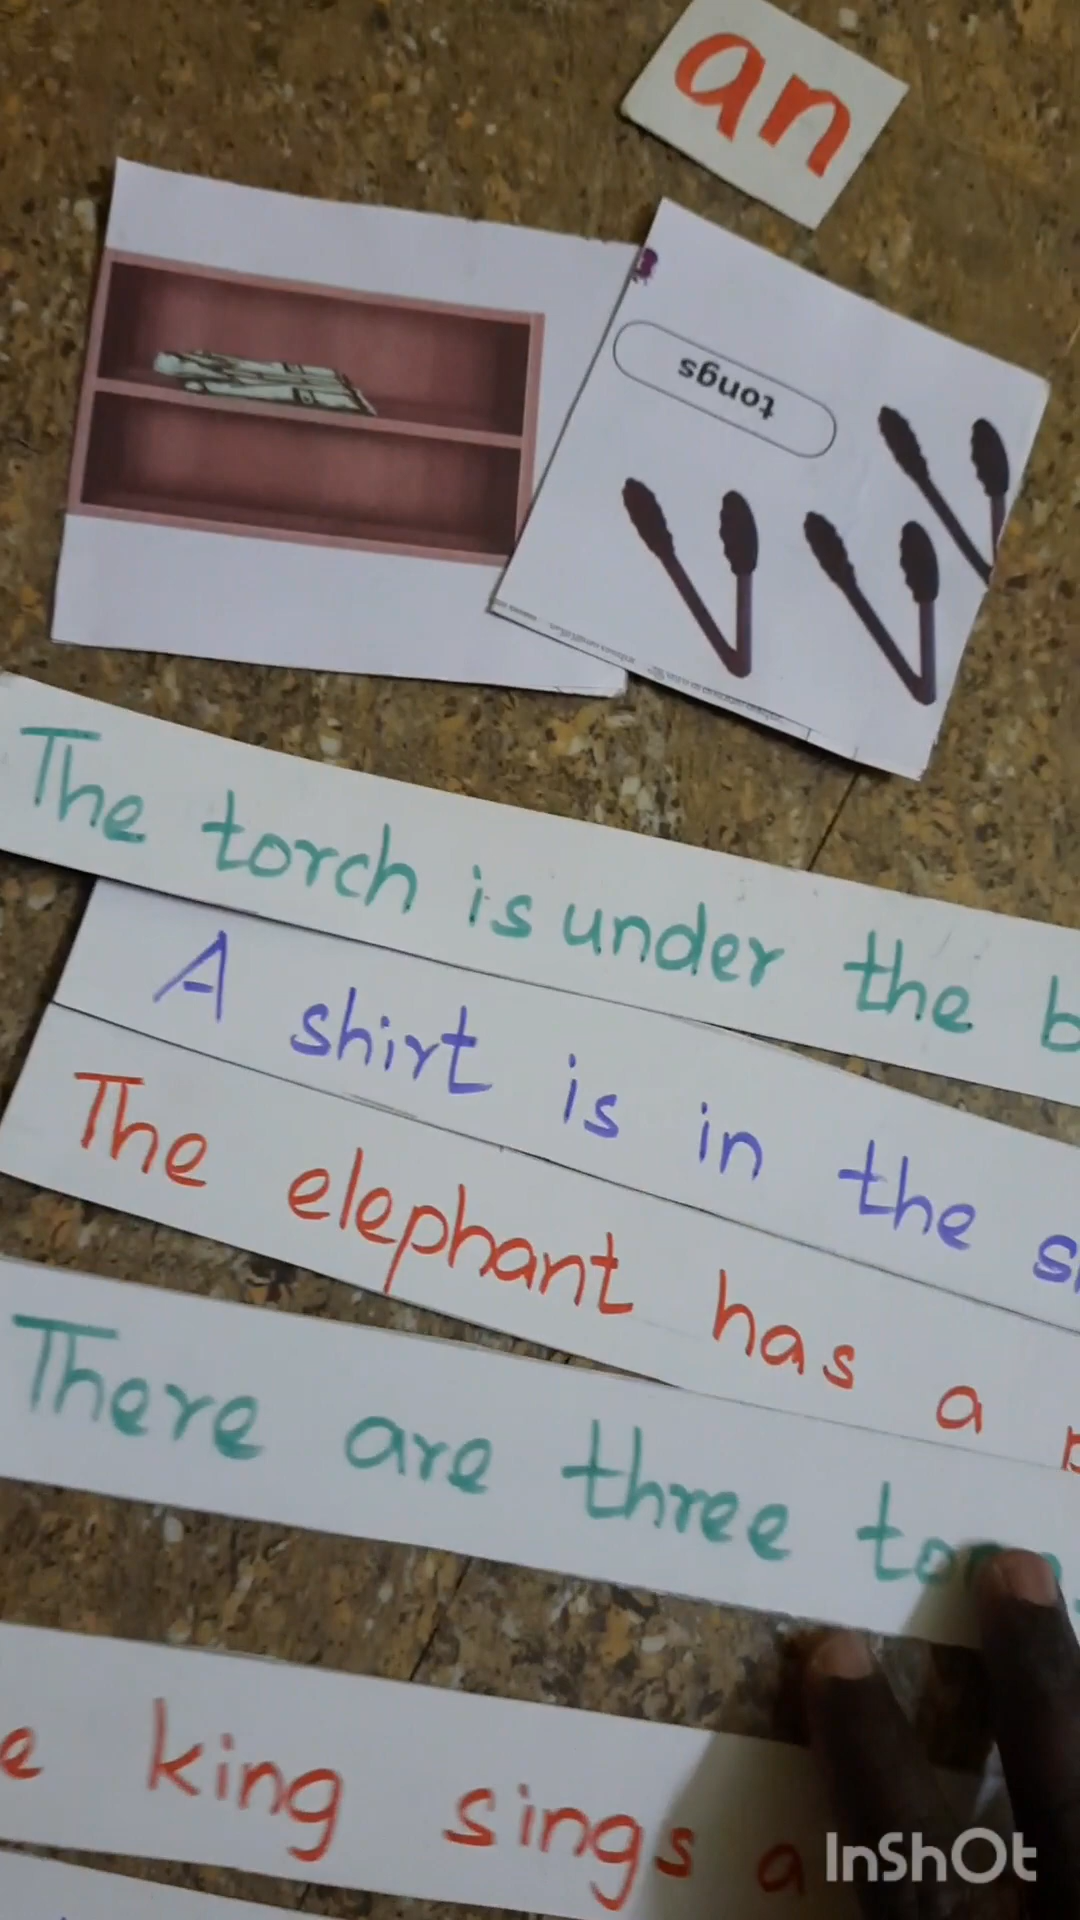 an
tongs
The torch is under the b
A shirt is in the s
The elephant has a
There are three
king sings a
InShOt